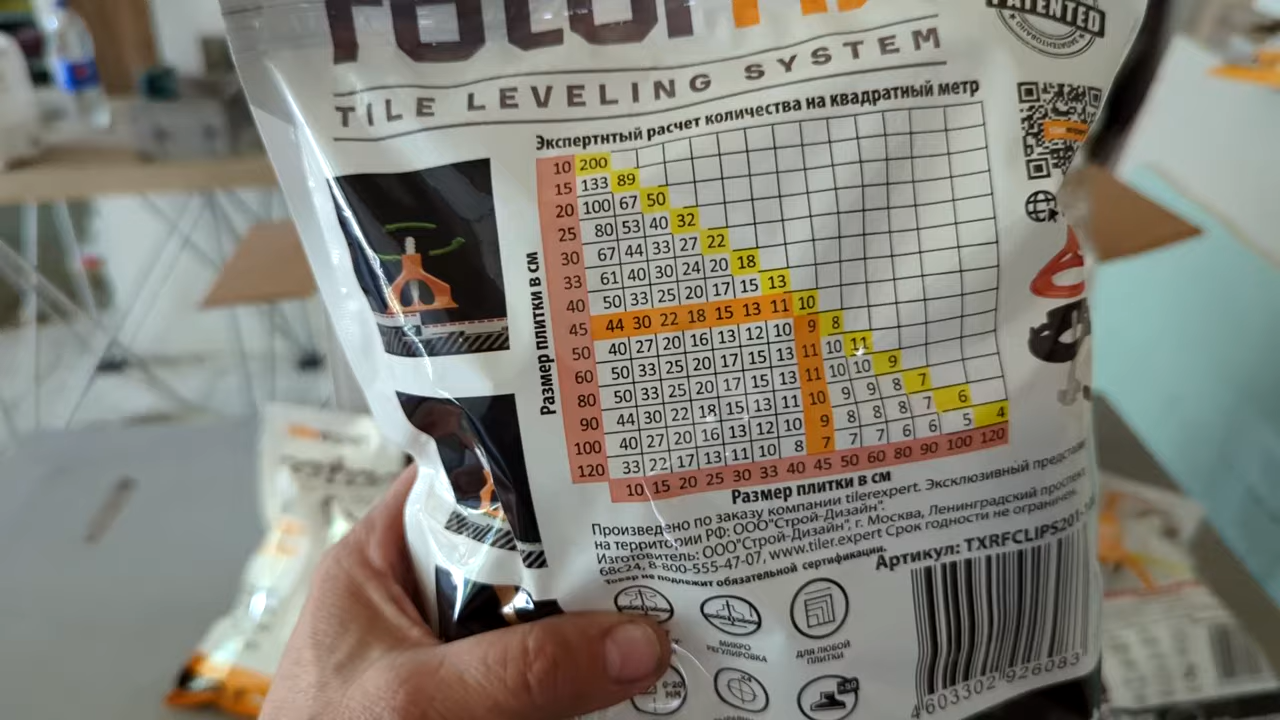 TILE LEVELING SYSTEM
PATENTED
ЗАПАТЕНТОВАНО
Экспертнтый расчет количества на квадратный метр
Размер плитки в см
10 200
15 133 89
20 100 67 50
25 80 53 40 32
30 67 44 33 27 22
33 61 40 30 24 20 18
40 50 33 25 20 17 15 13
45 44 30 22 18 15 13 11 10
50 40 27 20 16 13 12 10 9 8
60 50 33 25 20 17 15 13 11 10 11
80 50 33 25 20 17 15 13 11 10 10 9
90 44 30 22 18 15 13 11 10 9 9 8 7
100 40 27 20 16 13 12 10 9 8 8 8 7 6
120 33 22 17 13 11 10 8 7 7 7 6 6 5 4
10 15 20 25 30 33 40 45 50 60 80 90 100 120
Размер плитки в см
Произведено по заказу компании tilerexpert. Эксклюзивный
на территории РФ: ООО"Строй-Дизайн".
Изготовитель: ООО"Строй-Дизайн", г. Москва, Ленинградский проспект
68с24, 8-800-555-47-07, www.tiler.expert Срок годности не ограничен.
Товар не подлежит обязательной сертификации.
Артикул: TXRFCLIPS201-
МИКРО
РЕГУЛИРОВКА
ДЛЯ ЛЮБОЙ
ПЛИТКИ
0-20
ММ
4603302926083